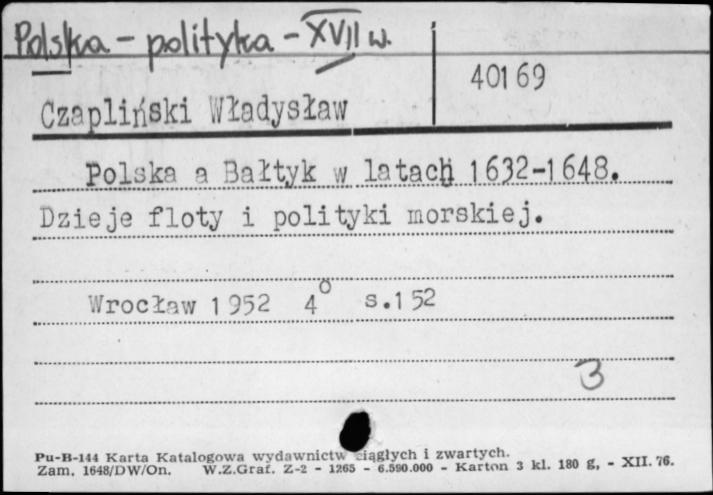 Polska - polityka - XVII w.
40169
Czapliński Władysław
Polska a Bałtyk w latach 1632-1648.
Dzieje floty i polityki morskiej.
Wrocław 1952 4° s.152
3
Pu-B-144 Karta Katalogowa wydawnictw ciągłych i zwartych.
Zam. 1648/DW/On. W.Z.Graf. Z-2 - 1265 - 6.590.000 - Karton 3 kl. 180 g. - XII. 76.